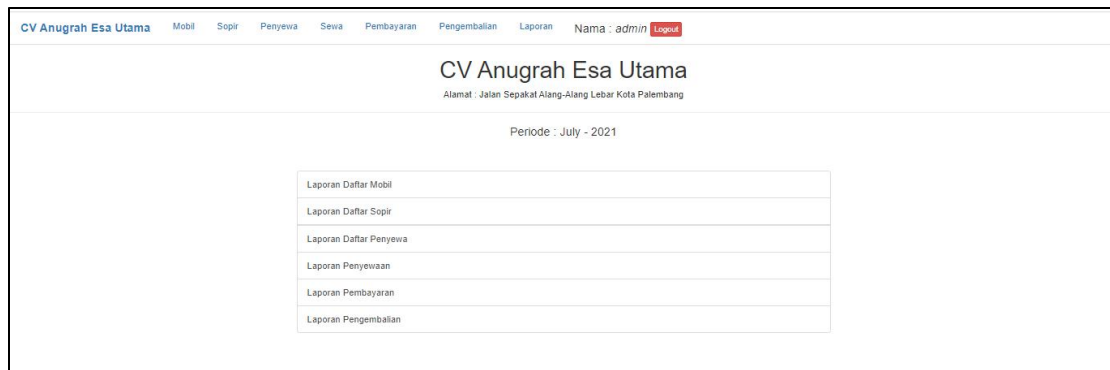 CV Anugrah Esa Utama Mobil Sopir Penyewa Sewa Pembayaran Pengembalian Laporan Nama : admin Logout
CV Anugrah Esa Utama
Alamat : Jalan Sepakat Alang-Alang Lebar Kota Palembang
Periode : July - 2021
Laporan Daftar Mobil
Laporan Daftar Sopir
Laporan Daftar Penyewa
Laporan Penyewaan
Laporan Pembayaran
Laporan Pengembalian